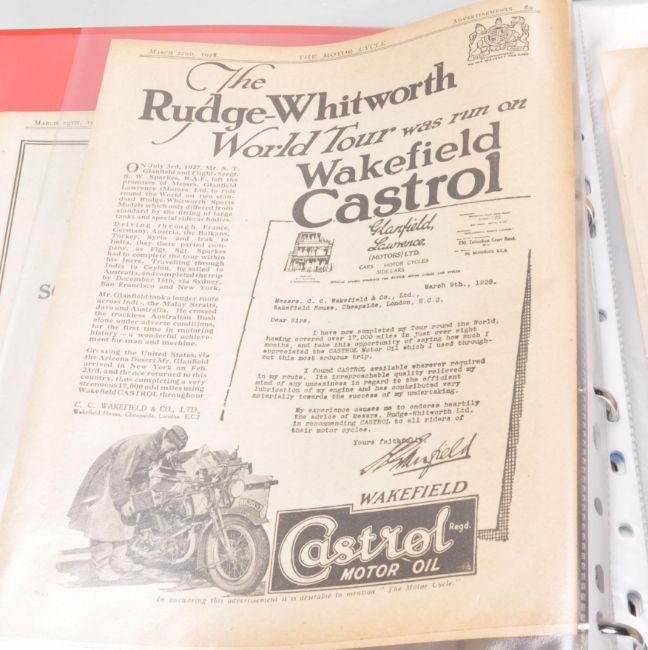 MARCH 22ND, 1928.
THE MOTOR CYCLE
ADVERTISEMENTS.
MARCH 29TH,
The
Rudge-Whitworth
World Tour was run on
Wakefield
Castrol
ON July 3rd, 1927, Mr. S. T.
Glanfield and Flight-Sergt.
S. W. Sparkes, R.A.F., left the
premises of Messrs. Glanfield
Lawrence (Motors) Ltd. to ride
round the World on two stan-
dard Rudge-Whitworth Sports
Models which only differed from
standard by the fitting of large
tanks and special sidecar bodies.
Driving through France,
Germany, Austria, the Balkans,
Turkey, Syria and Irak to
India, they there parted com-
pany, as Flgt. Sgt. Sparkes
had to complete the tour within
his leave. Travelling through
India to Ceylon, he sailed to
Australia, and completed the trip
by December 16th, via Sydney,
San Francisco and New York.
Mr. Glanfield took a longer route
across India, the Malay Straits,
Java and Australia. He crossed
the trackless Australian Bush
alone under adverse conditions,
for the first time in motoring
history—a wonderful achieve-
ment for man and machine.
Crossing the United States, via
the Arizona Desert Mr. Glanfield
arrived in New York on Feb.
23rd, and then returned to this
country, thus completing a very
strenuous 17,000 odd miles using
Wakefield CASTROL throughout
C. C. WAKEFIELD & CO., LTD.,
Wakefield House, Cheapside, London E.C.2
Glanfield,
Lawrence,
(MOTORS) LTD.
CARS MOTOR CYCLES
SIDE-CARS
March 9th., 1928.
Messrs. C. C. Wakefield & Co., Ltd.,
Wakefield House, Cheapside, London, E.C.2.
Dear Sirs,
I have now completed my Tour round the World,
having covered over 17,000 miles in just over eight
months, and take this opportunity of saying how much I
appreciated the CASTROL Motor Oil which I used through-
out this most arduous trip.
I found CASTROL available wherever required
in my route. Its irreproachable quality relieved my
mind of any uneasiness in regard to the efficient
lubrication of my engine and has contributed very
materially towards the success of my undertaking.
My experience causes me to endorse heartily
the advice of Messrs. Rudge-Whitworth Ltd.
in recommending CASTROL to all riders of
their motor cycles.
Yours faithfully,
WAKEFIELD
Castrol Regd.
MOTOR OIL
In answering this advertisement it is desirable to mention "The Motor Cycle."